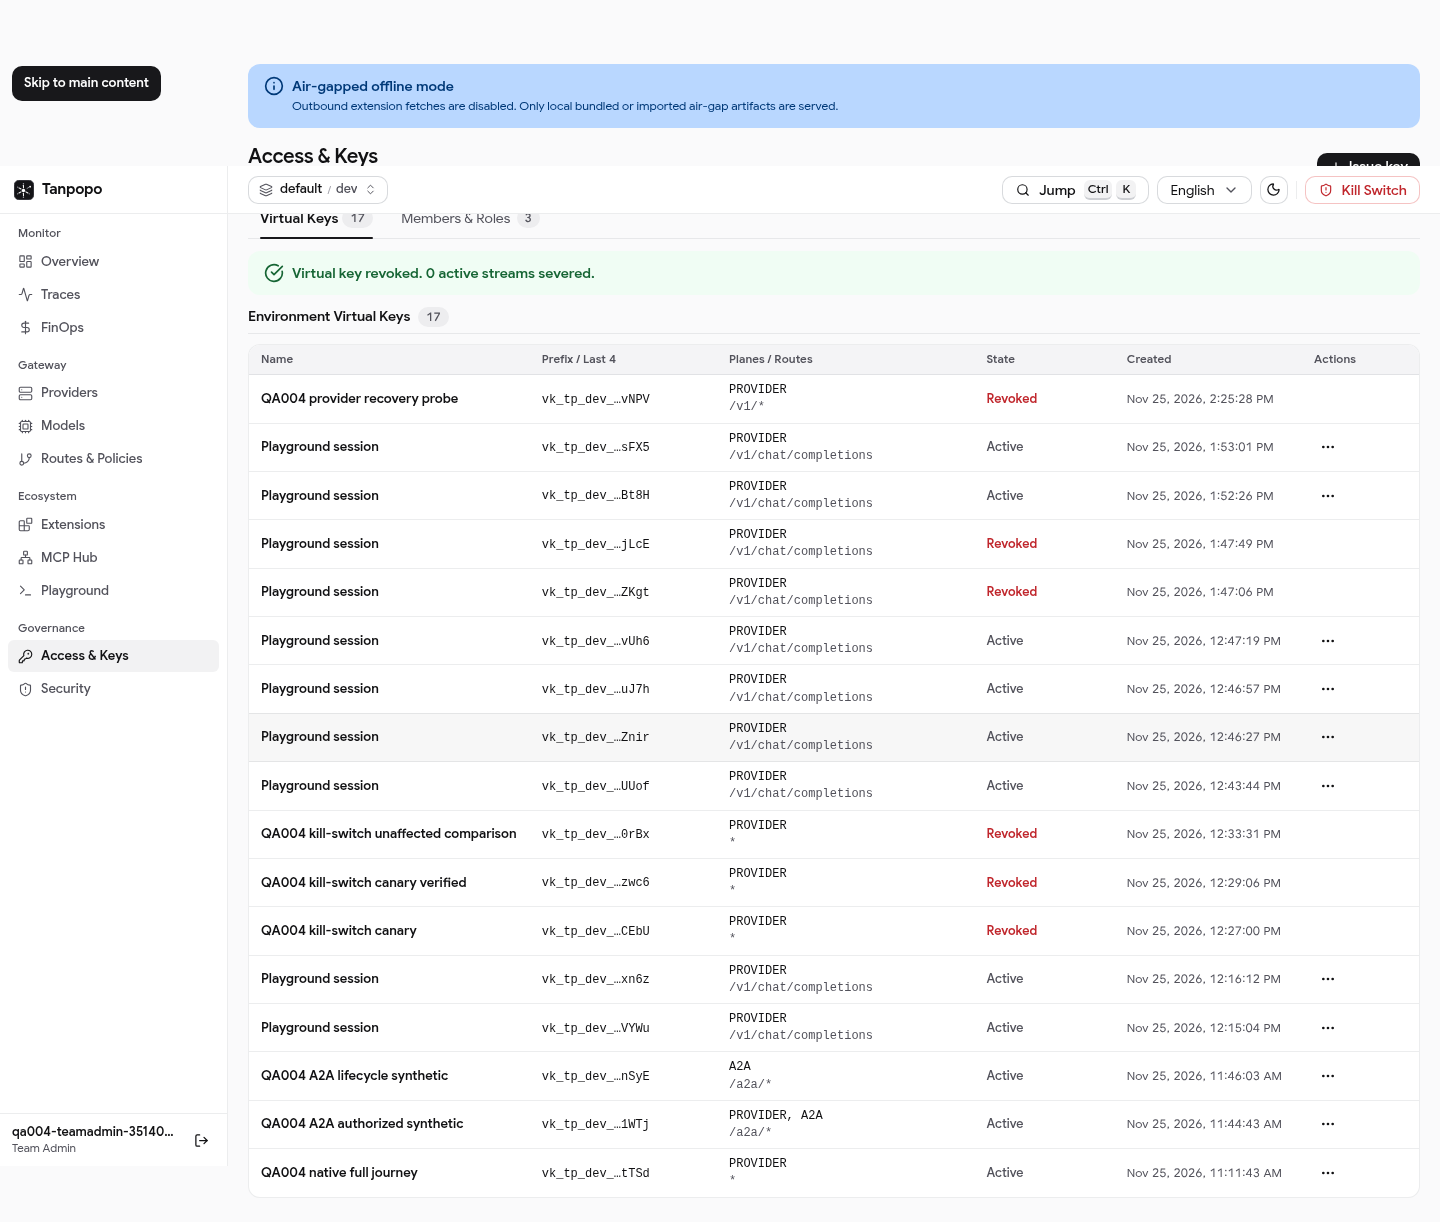 Skip to main content
Air-gapped offline mode
Outbound extension fetches are disabled. Only local bundled or imported air-gap artifacts are served.
Access & Keys
Issue key
Tanpopo
default / dev
Jump Ctrl K
English
Kill Switch
Virtual Keys 17
Members & Roles 3
Monitor
Overview
Traces
FinOps
Gateway
Providers
Models
Routes & Policies
Ecosystem
Extensions
MCP Hub
Playground
Governance
Access & Keys
Security
qa004-teamadmin-35140...
Team Admin
Virtual key revoked. 0 active streams severed.
Environment Virtual Keys 17
Name Prefix / Last 4 Planes / Routes State Created Actions
QA004 provider recovery probe vk_tp_dev_…vNPV PROVIDER Revoked Nov 25, 2026, 2:25:28 PM
/v1/*
Playground session vk_tp_dev_…sFX5 PROVIDER Active Nov 25, 2026, 1:53:01 PM
/v1/chat/completions
Playground session vk_tp_dev_…Bt8H PROVIDER Active Nov 25, 2026, 1:52:26 PM
/v1/chat/completions
Playground session vk_tp_dev_…jLcE PROVIDER Revoked Nov 25, 2026, 1:47:49 PM
/v1/chat/completions
Playground session vk_tp_dev_…ZKgt PROVIDER Revoked Nov 25, 2026, 1:47:06 PM
/v1/chat/completions
Playground session vk_tp_dev_…vUh6 PROVIDER Active Nov 25, 2026, 12:47:19 PM
/v1/chat/completions
Playground session vk_tp_dev_…uJ7h PROVIDER Active Nov 25, 2026, 12:46:57 PM
/v1/chat/completions
Playground session vk_tp_dev_…Znir PROVIDER Active Nov 25, 2026, 12:46:27 PM
/v1/chat/completions
Playground session vk_tp_dev_…UUof PROVIDER Active Nov 25, 2026, 12:43:44 PM
/v1/chat/completions
QA004 kill-switch unaffected comparison vk_tp_dev_…0rBx PROVIDER Revoked Nov 25, 2026, 12:33:31 PM
*
QA004 kill-switch canary verified vk_tp_dev_…zwc6 PROVIDER Revoked Nov 25, 2026, 12:29:06 PM
*
QA004 kill-switch canary vk_tp_dev_…CEbU PROVIDER Revoked Nov 25, 2026, 12:27:00 PM
*
Playground session vk_tp_dev_…xn6z PROVIDER Active Nov 25, 2026, 12:16:12 PM
/v1/chat/completions
Playground session vk_tp_dev_…VYWu PROVIDER Active Nov 25, 2026, 12:15:04 PM
/v1/chat/completions
QA004 A2A lifecycle synthetic vk_tp_dev_…nSyE A2A Active Nov 25, 2026, 11:46:03 AM
/a2a/*
QA004 A2A authorized synthetic vk_tp_dev_…1WTj PROVIDER, A2A Active Nov 25, 2026, 11:44:43 AM
/a2a/*
QA004 native full journey vk_tp_dev_…tTSd PROVIDER Active Nov 25, 2026, 11:11:43 AM
*